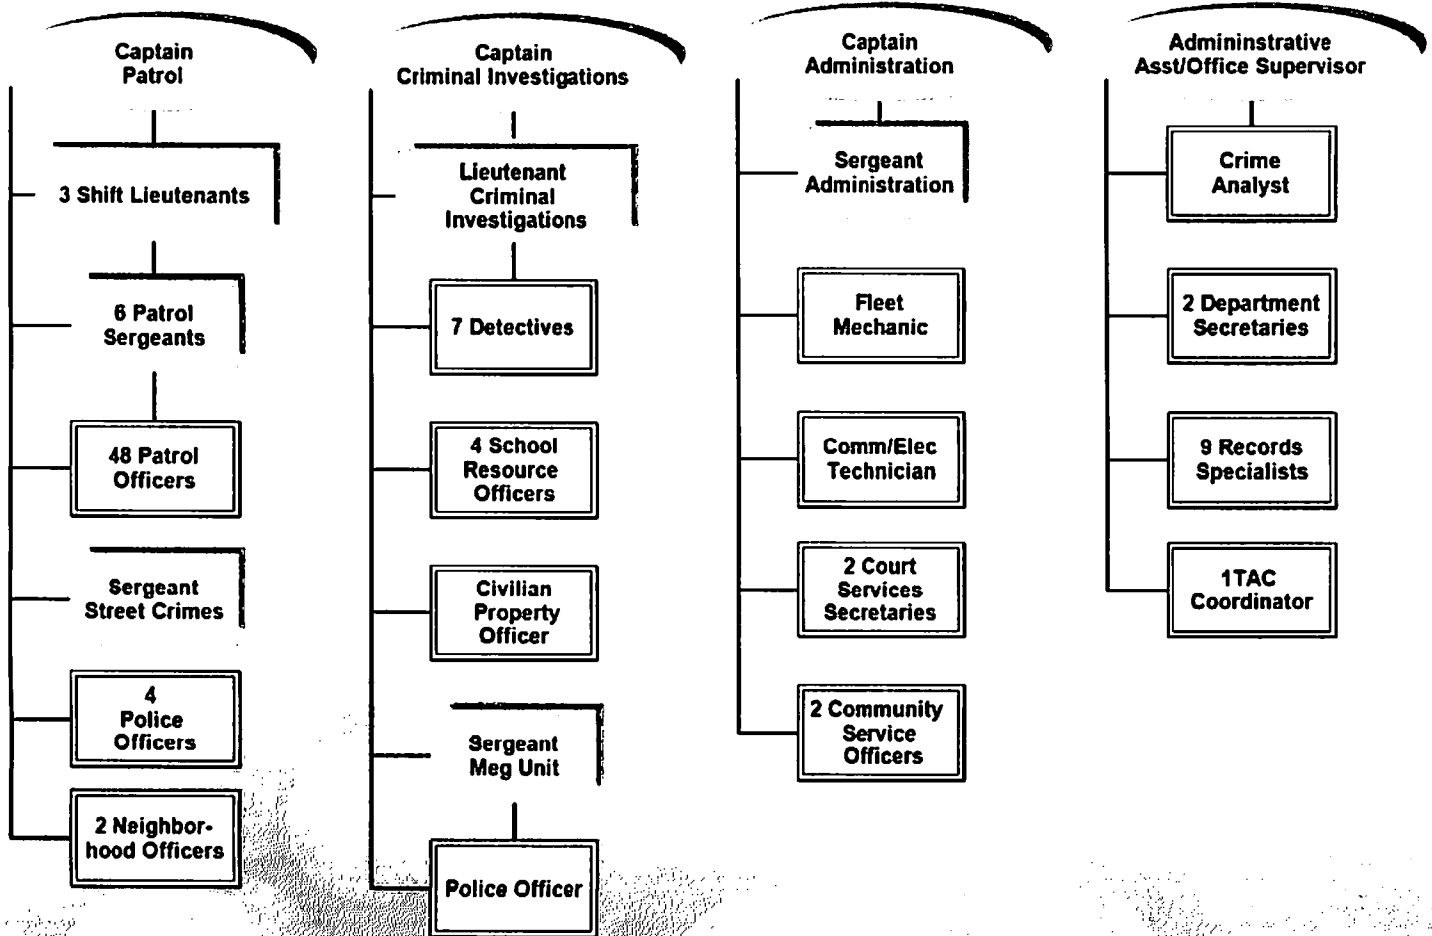 Captain
Patrol
3 Shift Lieutenants
6 Patrol
Sergeants
48 Patrol
Officers
Sergeant
Street Crimes
4
Police
Officers
2 Neighbor-
hood Officers
Captain
Criminal Investigations
Lieutenant
Criminal
Investigations
7 Detectives
4 School
Resource
Officers
Civilian
Property
Officer
Sergeant
Meg Unit
Police Officer
Captain
Administration
Sergeant
Administration
Fleet
Mechanic
Comm/Elec
Technician
2 Court
Services
Secretaries
2 Community
Service
Officers
Admininstrative
Asst/Office Supervisor
Crime
Analyst
2 Department
Secretaries
9 Records
Specialists
1TAC
Coordinator